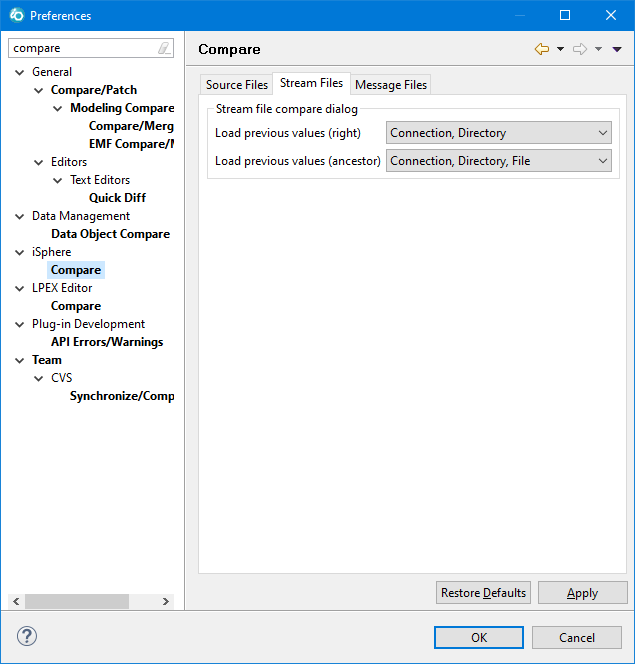 Preferences
compare
General
Compare/Patch
Modeling Compare
Compare/Merg
EMF Compare/M
Editors
Text Editors
Quick Diff
Data Management
Data Object Compare
iSphere
Compare
LPEX Editor
Compare
Plug-in Development
API Errors/Warnings
Team
CVS
Synchronize/Comp
Compare
Source Files Stream Files Message Files
Stream file compare dialog
Load previous values (right) Connection, Directory
Load previous values (ancestor) Connection, Directory, File
Restore Defaults Apply
? OK Cancel